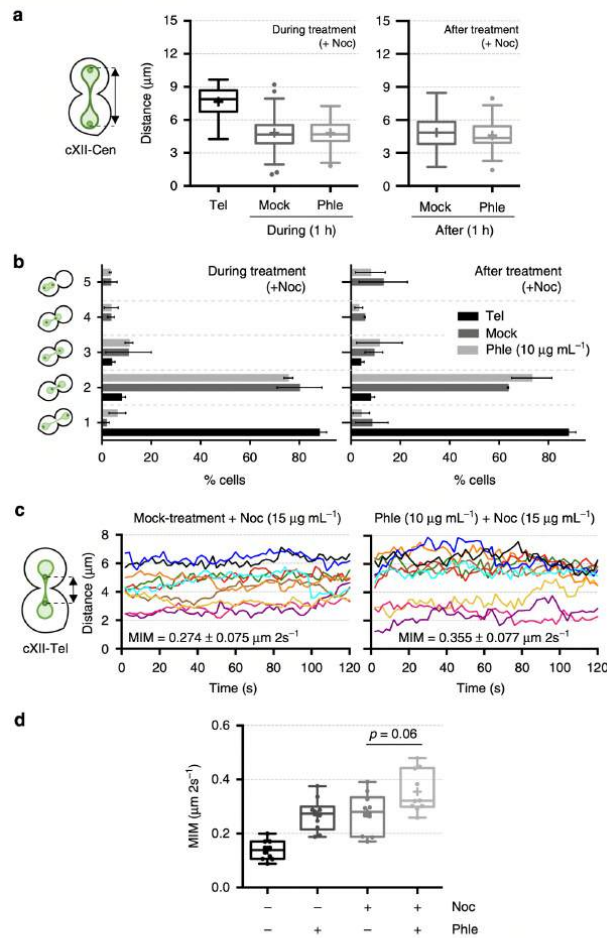 a
During treatment
(+ Noc)
After treatment
(+ Noc)
Distance (μm)
15
12
9
6
3
0
15
12
9
6
3
0
cXII-Cen
Tel
Mock
Phle
Mock
Phle
During (1 h)
After (1 h)
b
During treatment
(+Noc)
After treatment
(+Noc)
5
4
3
2
1
Tel
Mock
Phle (10 μg mL⁻¹)
0
20
40
60
80
0
20
40
60
80
% cells
% cells
c
Mock-treatment + Noc (15 μg mL⁻¹)
Phle (10 μg mL⁻¹) + Noc (15 μg mL⁻¹)
Distance (μm)
8
6
4
2
0
MIM = 0.274 ± 0.075 μm 2s⁻¹
MIM = 0.355 ± 0.077 μm 2s⁻¹
cXII-Tel
0 20 40 60 80 100 120
0 20 40 60 80 100 120
Time (s)
Time (s)
d
MIM (μm 2s⁻¹)
0.6
0.4
0.2
0.0
p = 0.06
– – + + Noc
– + – + Phle